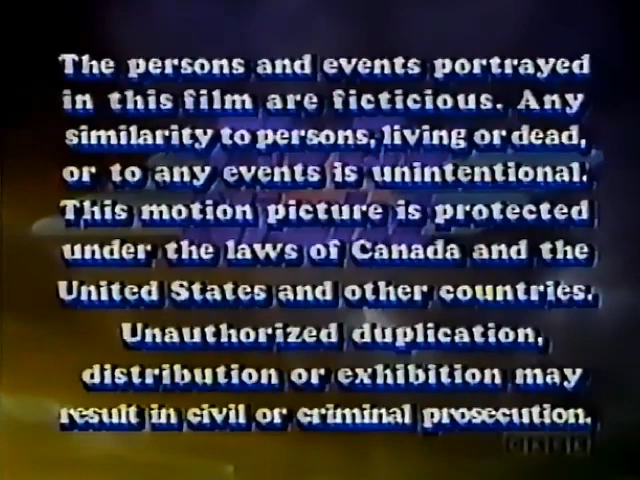 The persons and events portrayed
in this film are ficticious. Any
similarity to persons, living or dead,
or to any events is unintentional.
This motion picture is protected
under the laws of Canada and the
United States and other countries.
Unauthorized duplication,
distribution or exhibition may
result in civil or criminal prosecution.